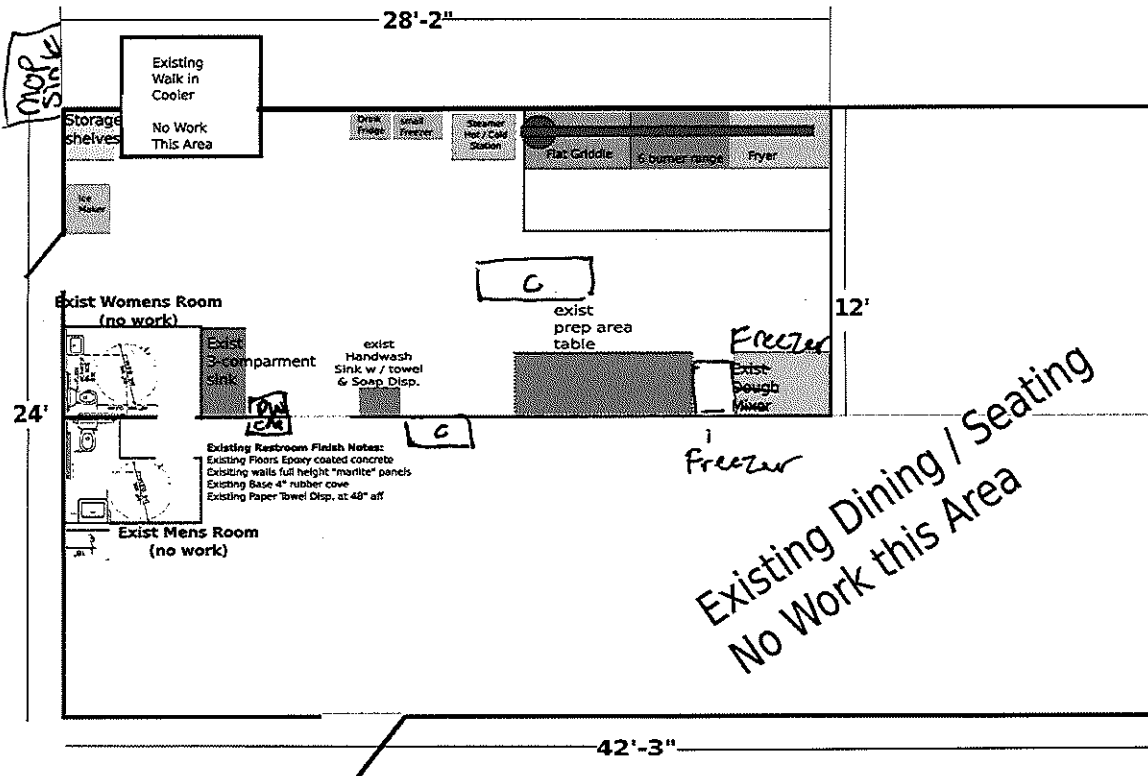 28'-2"
mop
sink
Existing
Walk in
Cooler
No Work
This Area
Storage
shelves
Drink
Fridge
small
Freezer
Steamer
Hot / Cold
Station
Flat Griddle
6 burner range
Fryer
Ice
Maker
C
12'
exist
prep area
table
Freezer
Exist
Dough
Mixer
Exist Womens Room
(no work)
Exist
3-comparment
sink
exist
Handwash
Sink w / towel
& Soap Disp.
24'
C
Freezer
Existing Restroom Finish Notes:
Existing Floors Epoxy coated concrete
Existing walls full height "marlite" panels
Existing Base 4" rubber cove
Existing Paper Towel Disp. at 48" aff
Exist Mens Room
(no work)
Existing Dining / Seating
No Work this Area
42'-3"